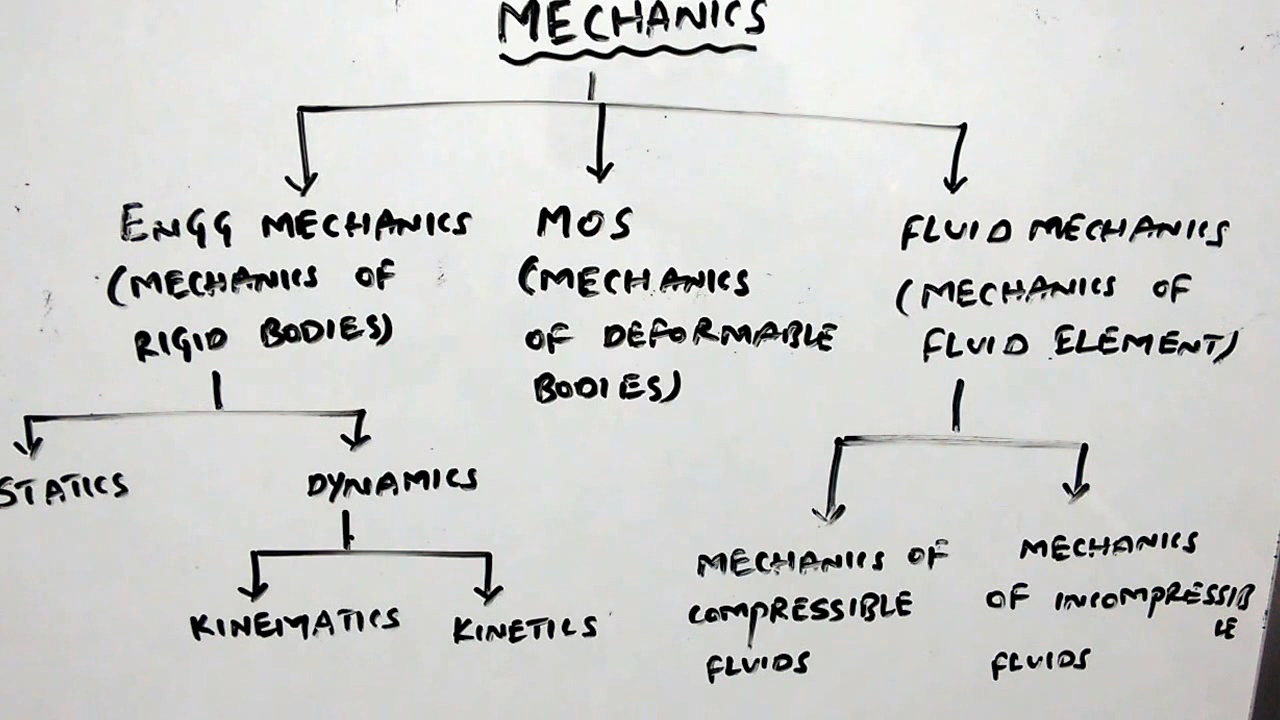 MECHANICS
ENGG MECHANICS
(MECHANICS OF
RIGID BODIES)
MOS
(MECHANICS
OF DEFORMABLE
BODIES)
FLUID MECHANICS
(MECHANICS OF
FLUID ELEMENT)
STATICS
DYNAMICS
KINEMATICS
KINETICS
MECHANICS OF
COMPRESSIBLE
FLUIDS
MECHANICS
OF INCOMPRESSIB
LE
FLUIDS